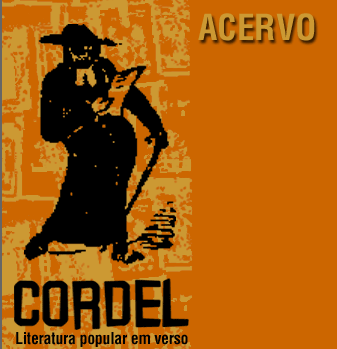 ACERVO
CORDEL
Literatura popular em verso